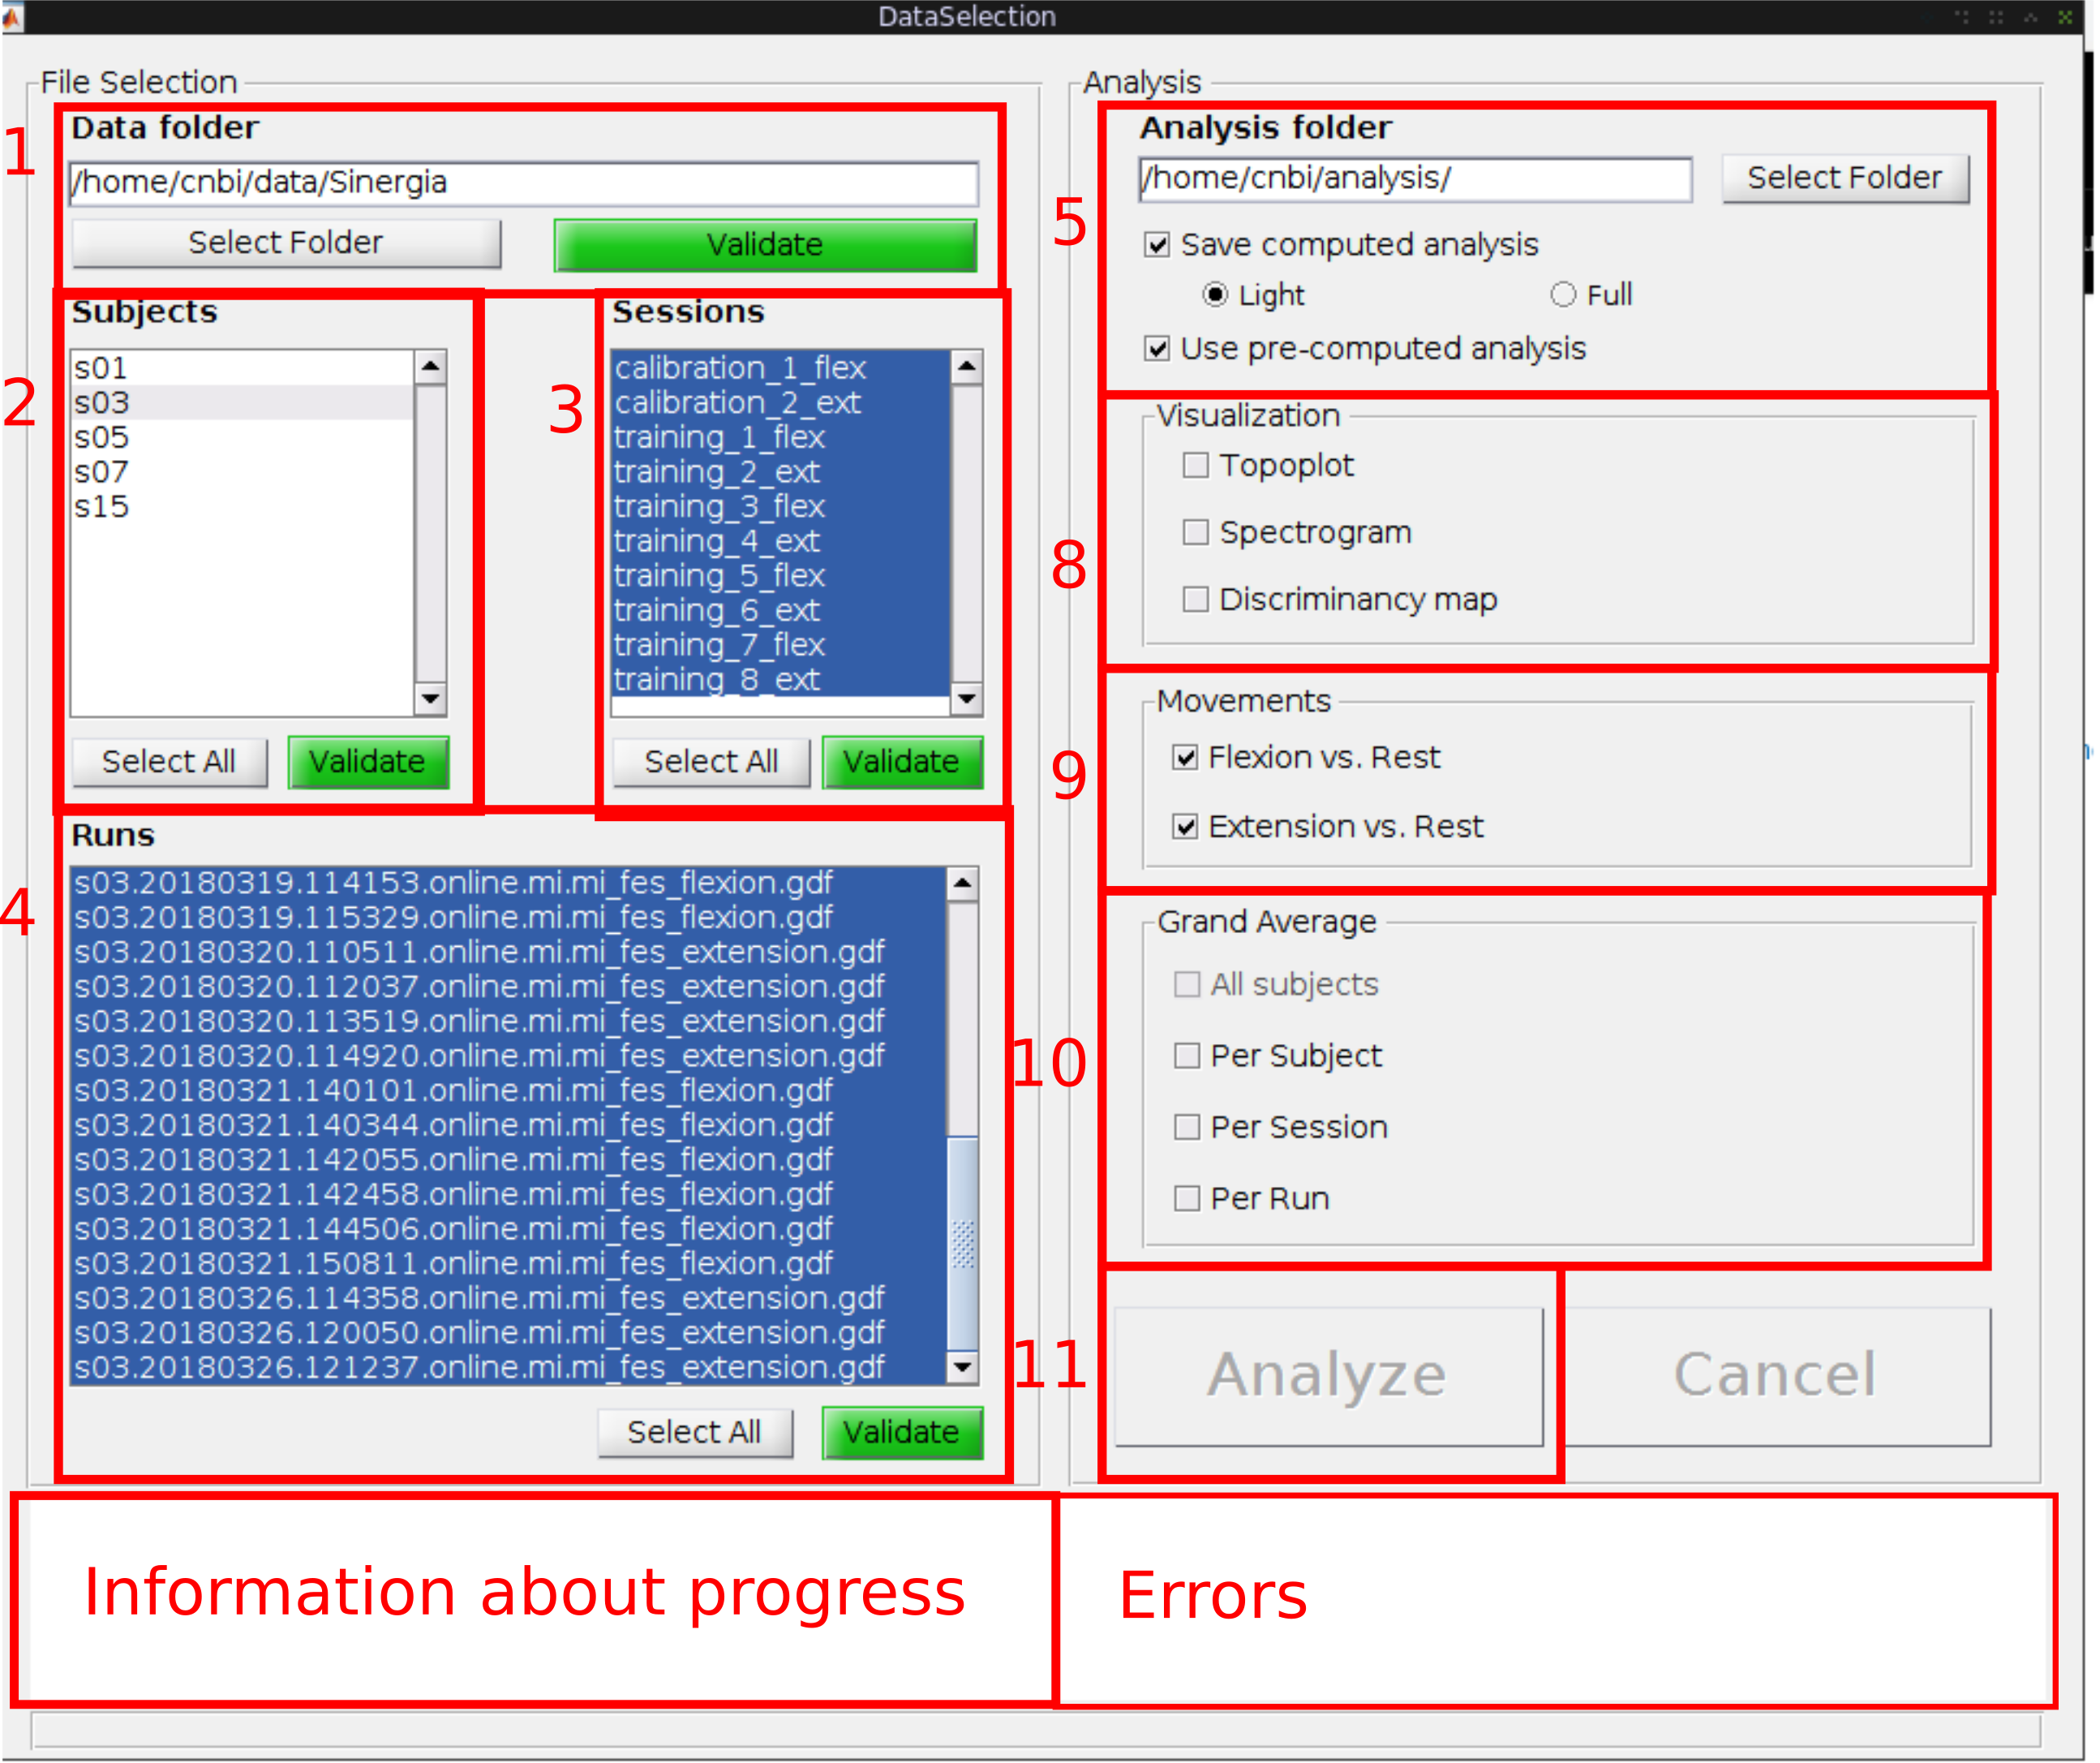 DataSelection
File Selection
1
Data folder
/home/cnbi/data/Sinergia
Select Folder
Validate
2
Subjects
s01
s03
s05
s07
s15
Select All
Validate
3
Sessions
calibration_1_flex
calibration_2_ext
training_1_flex
training_2_ext
training_3_flex
training_4_ext
training_5_flex
training_6_ext
training_7_flex
training_8_ext
Select All
Validate
4
Runs
s03.20180319.114153.online.mi.mi_fes_flexion.gdf
s03.20180319.115329.online.mi.mi_fes_flexion.gdf
s03.20180320.110511.online.mi.mi_fes_extension.gdf
s03.20180320.112037.online.mi.mi_fes_extension.gdf
s03.20180320.113519.online.mi.mi_fes_extension.gdf
s03.20180320.114920.online.mi.mi_fes_extension.gdf
s03.20180321.140101.online.mi.mi_fes_flexion.gdf
s03.20180321.140344.online.mi.mi_fes_flexion.gdf
s03.20180321.142055.online.mi.mi_fes_flexion.gdf
s03.20180321.142458.online.mi.mi_fes_flexion.gdf
s03.20180321.144506.online.mi.mi_fes_flexion.gdf
s03.20180321.150811.online.mi.mi_fes_flexion.gdf
s03.20180326.114358.online.mi.mi_fes_extension.gdf
s03.20180326.120050.online.mi.mi_fes_extension.gdf
s03.20180326.121237.online.mi.mi_fes_extension.gdf
Select All
Validate
Analysis
5
Analysis folder
/home/cnbi/analysis/
Select Folder
Save computed analysis
Light
Full
Use pre-computed analysis
8
Visualization
Topoplot
Spectrogram
Discriminancy map
9
Movements
Flexion vs. Rest
Extension vs. Rest
10
Grand Average
All subjects
Per Subject
Per Session
Per Run
11
Analyze
Cancel
Information about progress
Errors